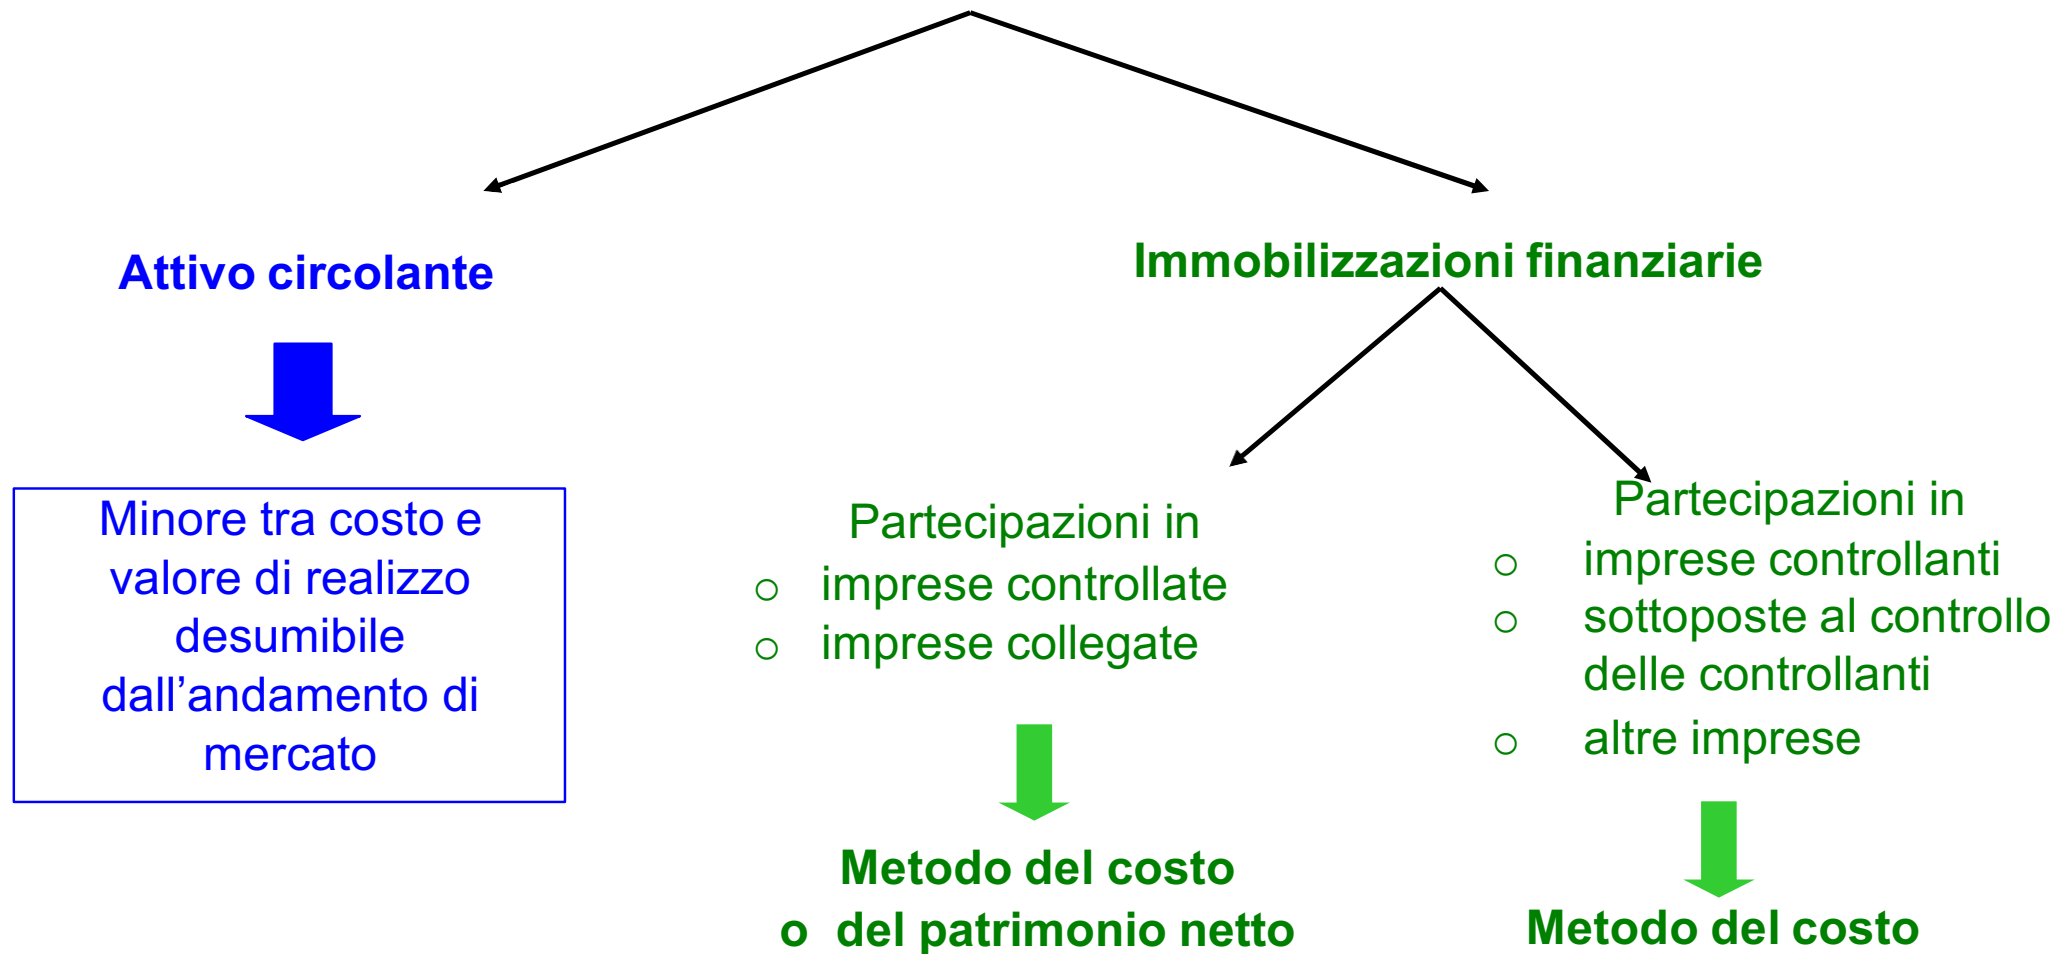 Attivo circolante
Immobilizzazioni finanziarie
Minore tra costo e
valore di realizzo
desumibile
dall’andamento di
mercato
Partecipazioni in
o imprese controllate
o imprese collegate
Metodo del costo
o del patrimonio netto
Partecipazioni in
o imprese controllanti
o sottoposte al controllo
delle controllanti
o altre imprese
Metodo del costo